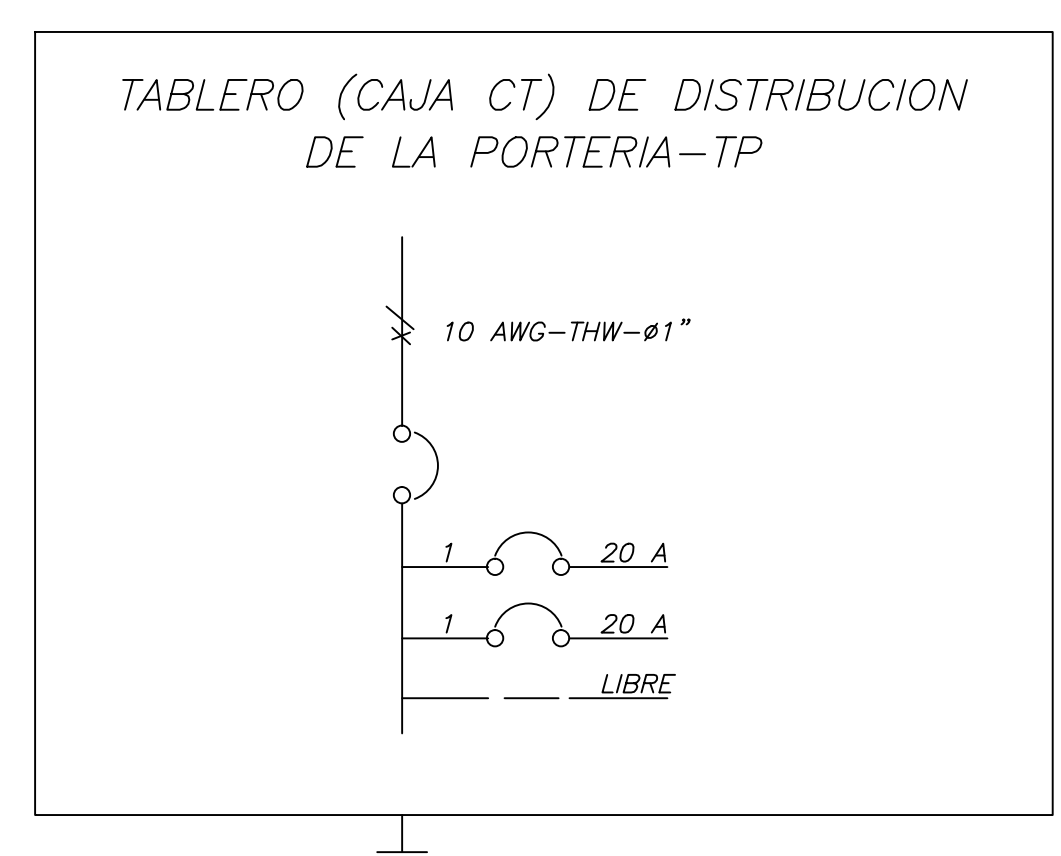 TABLERO (CAJA CT) DE DISTRIBUCION
DE LA PORTERIA-TP
10 AWG-THW-ø1"
1 20 A
1 20 A
LIBRE